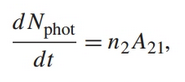 dN_phot/dt = n_2 A_21,